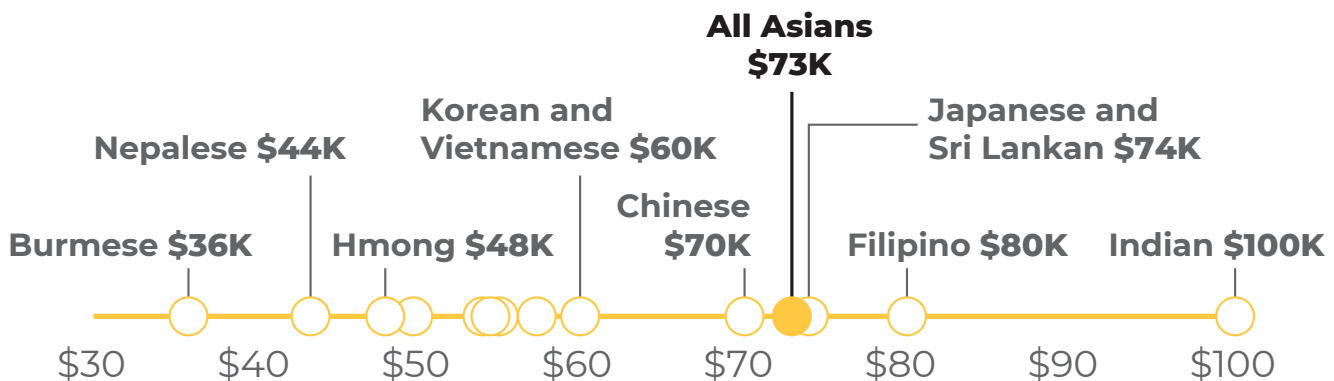 All Asians
$73K
Korean and
Vietnamese $60K
Japanese and
Sri Lankan $74K
Nepalese $44K
Chinese
$70K
Burmese $36K
Hmong $48K
Filipino $80K
Indian $100K
$30 $40 $50 $60 $70 $80 $90 $100